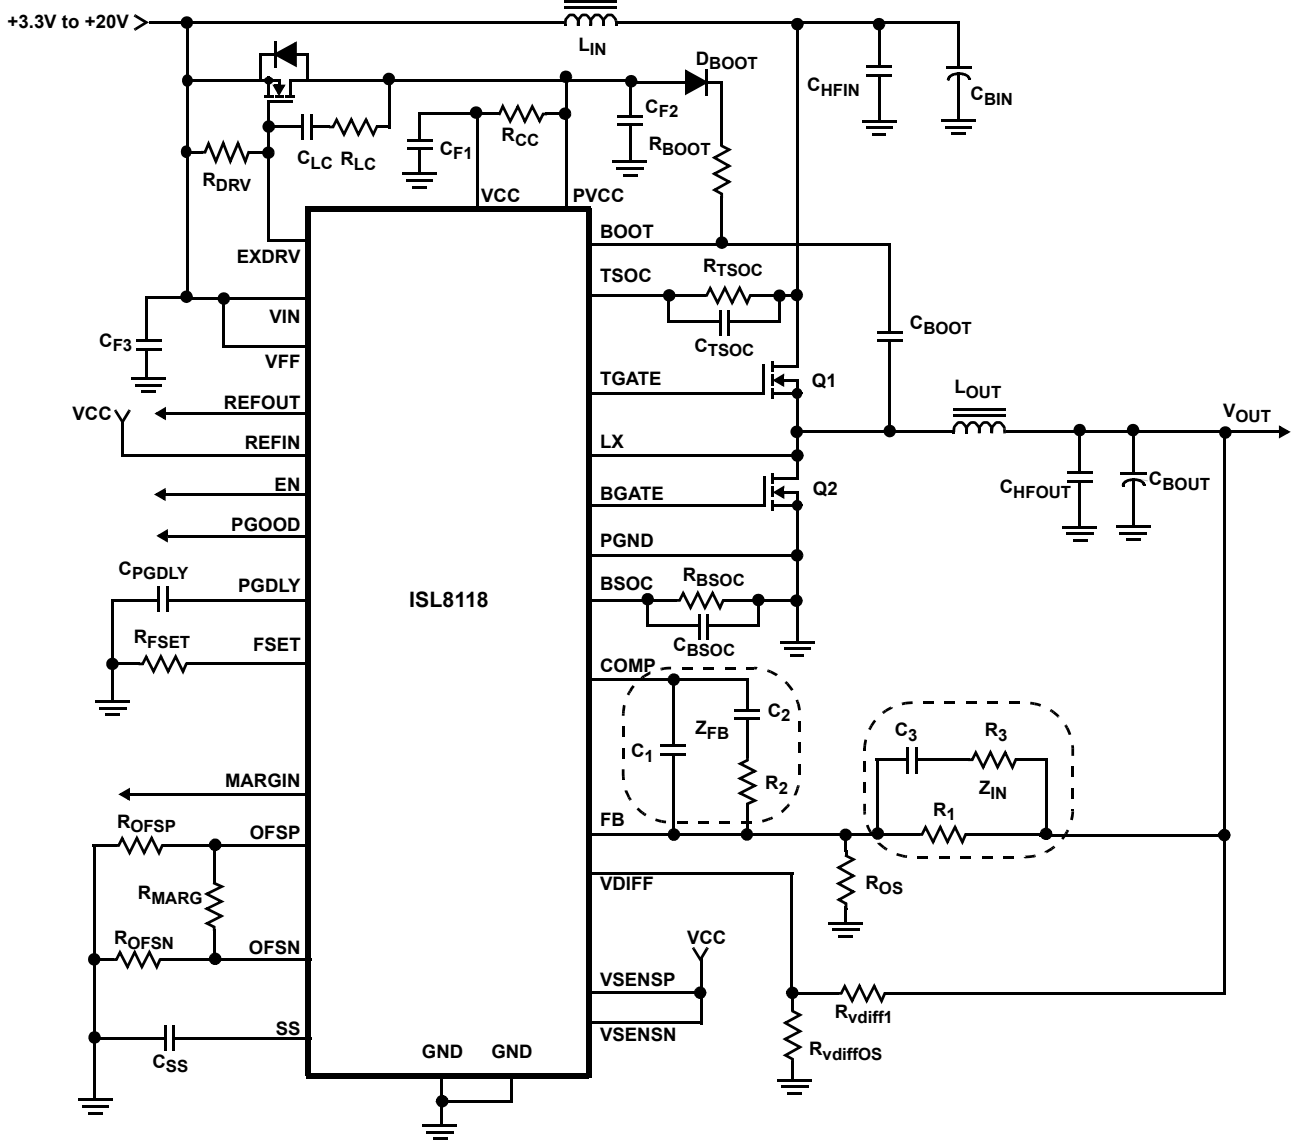 +3.3V to +20V
LIN
DBOOT
CHFIN
CBIN
CF2
RBOOT
CF1
RCC
CLC
RLC
RDRV
VCC
PVCC
EXDRV
BOOT
TSOC
RTSOC
CTSOC
CBOOT
VIN
VFF
CF3
TGATE
Q1
LOUT
VOUT
REFOUT
VCC
REFIN
LX
EN
BGATE
Q2
CHFOUT
CBOUT
PGOOD
PGND
CPGDLY
PGDLY
ISL8118
BSOC
RBSOC
CBSOC
RFSET
FSET
COMP
C2
ZFB
C1
R2
C3
R3
ZIN
R1
MARGIN
FB
ROFSP
OFSP
RMARG
VDIFF
ROS
ROFSN
OFSN
VCC
VSENSP
VSENSN
Rvdiff1
RvdiffOS
SS
CSS
GND
GND